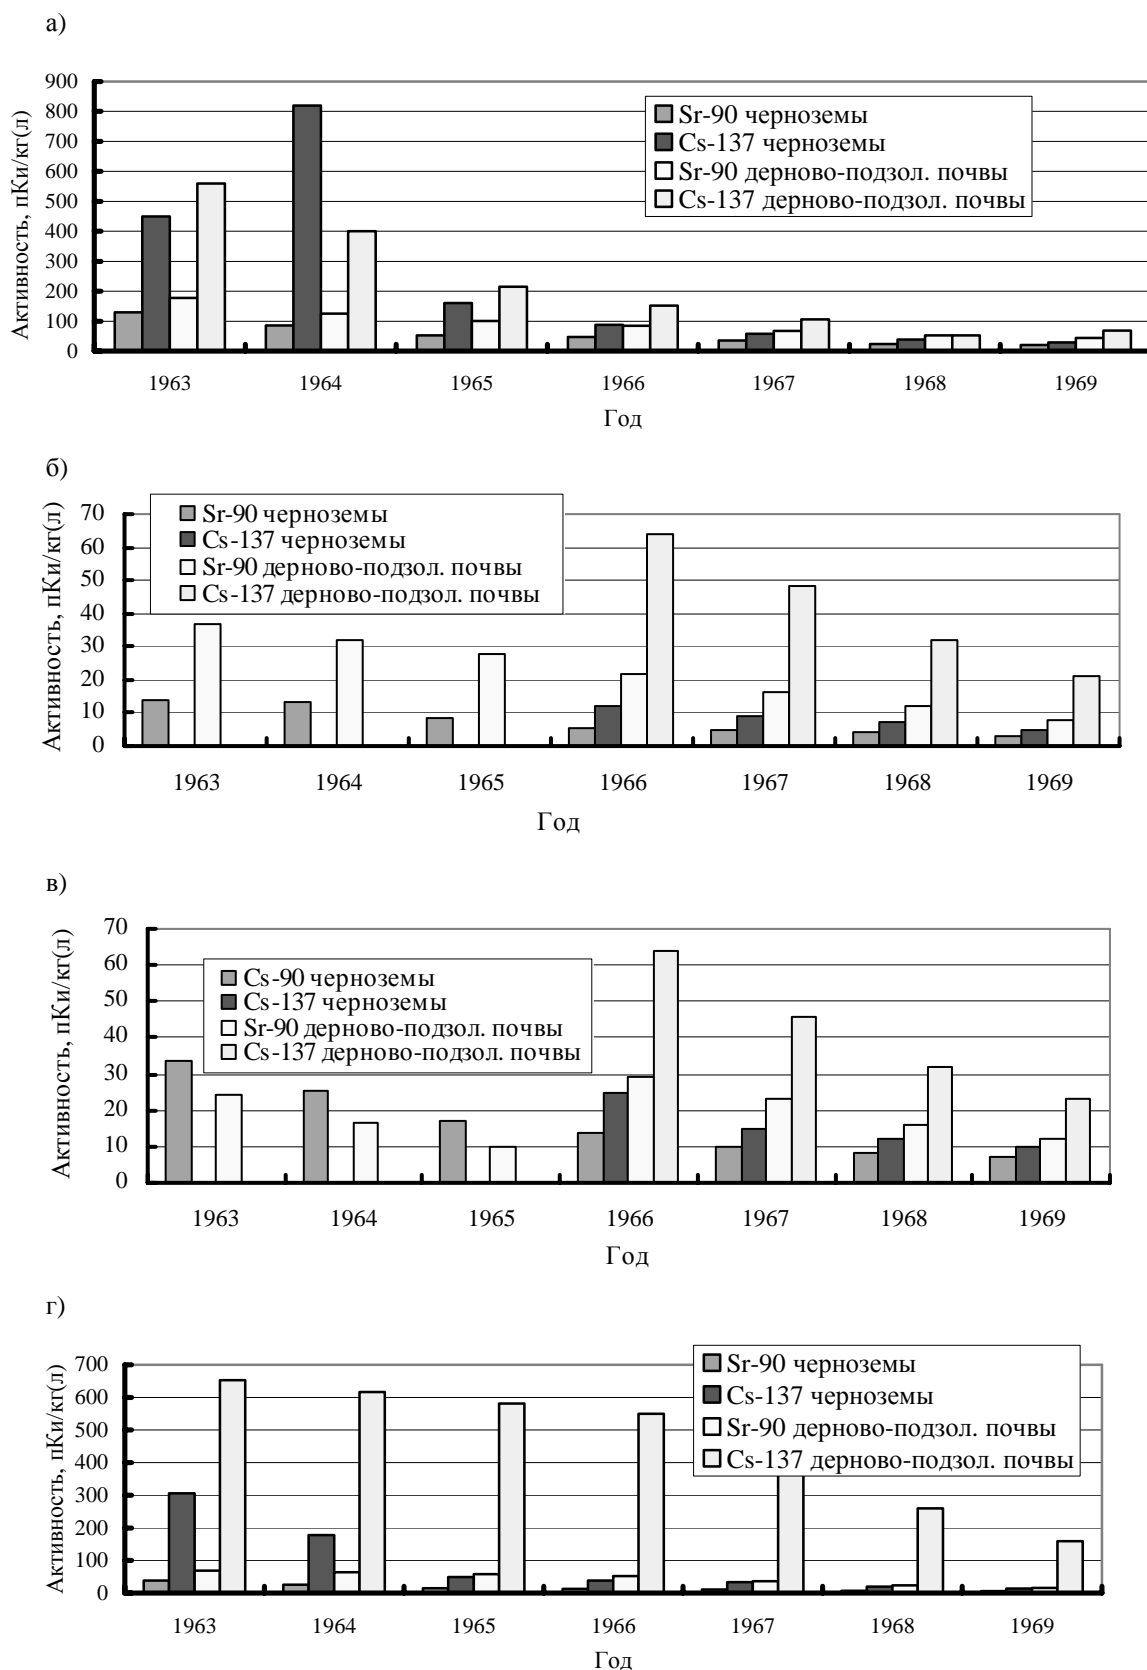 а)
Активность, пКи/кг(л)
900
800
700
600
500
400
300
200
100
0
Sr-90 черноземы
Cs-137 черноземы
Sr-90 дерново-подзол. почвы
Cs-137 дерново-подзол. почвы
1963 1964 1965 1966 1967 1968 1969
Год
б)
Активность, пКи/кг(л)
70
60
50
40
30
20
10
0
Sr-90 черноземы
Cs-137 черноземы
Sr-90 дерново-подзол. почвы
Cs-137 дерново-подзол. почвы
1963 1964 1965 1966 1967 1968 1969
Год
в)
Активность, пКи/кг(л)
70
60
50
40
30
20
10
0
Cs-90 черноземы
Cs-137 черноземы
Sr-90 дерново-подзол. почвы
Cs-137 дерново-подзол. почвы
1963 1964 1965 1966 1967 1968 1969
Год
г)
Активность, пКи/кг(л)
700
600
500
400
300
200
100
0
Sr-90 черноземы
Cs-137 черноземы
Sr-90 дерново-подзол. почвы
Cs-137 дерново-подзол. почвы
1963 1964 1965 1966 1967 1968 1969
Год